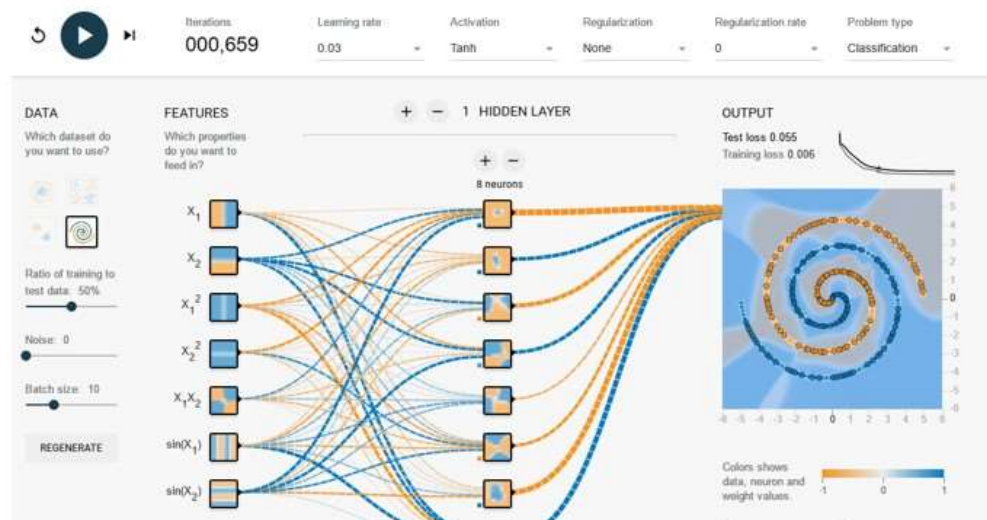 Iterations
000,659
Learning rate
0.03
Activation
Tanh
Regularization
None
Regularization rate
0
Problem type
Classification
DATA
Which dataset do
you want to use?
Ratio of training to
test data: 50%
Noise: 0
Batch size: 10
REGENERATE
FEATURES
Which properties
do you want to
feed in?
X₁
X₂
X₁²
X₂²
X₁X₂
sin(X₁)
sin(X₂)
+ − 1 HIDDEN LAYER
+ −
8 neurons
OUTPUT
Test loss 0.055
Training loss 0.006
6
5
4
3
2
1
0
-1
-2
-3
-4
-5
-6
-6 -5 -4 -3 -2 -1 0 1 2 3 4 5 6
Colors shows
data, neuron and
weight values.
-1 0 1